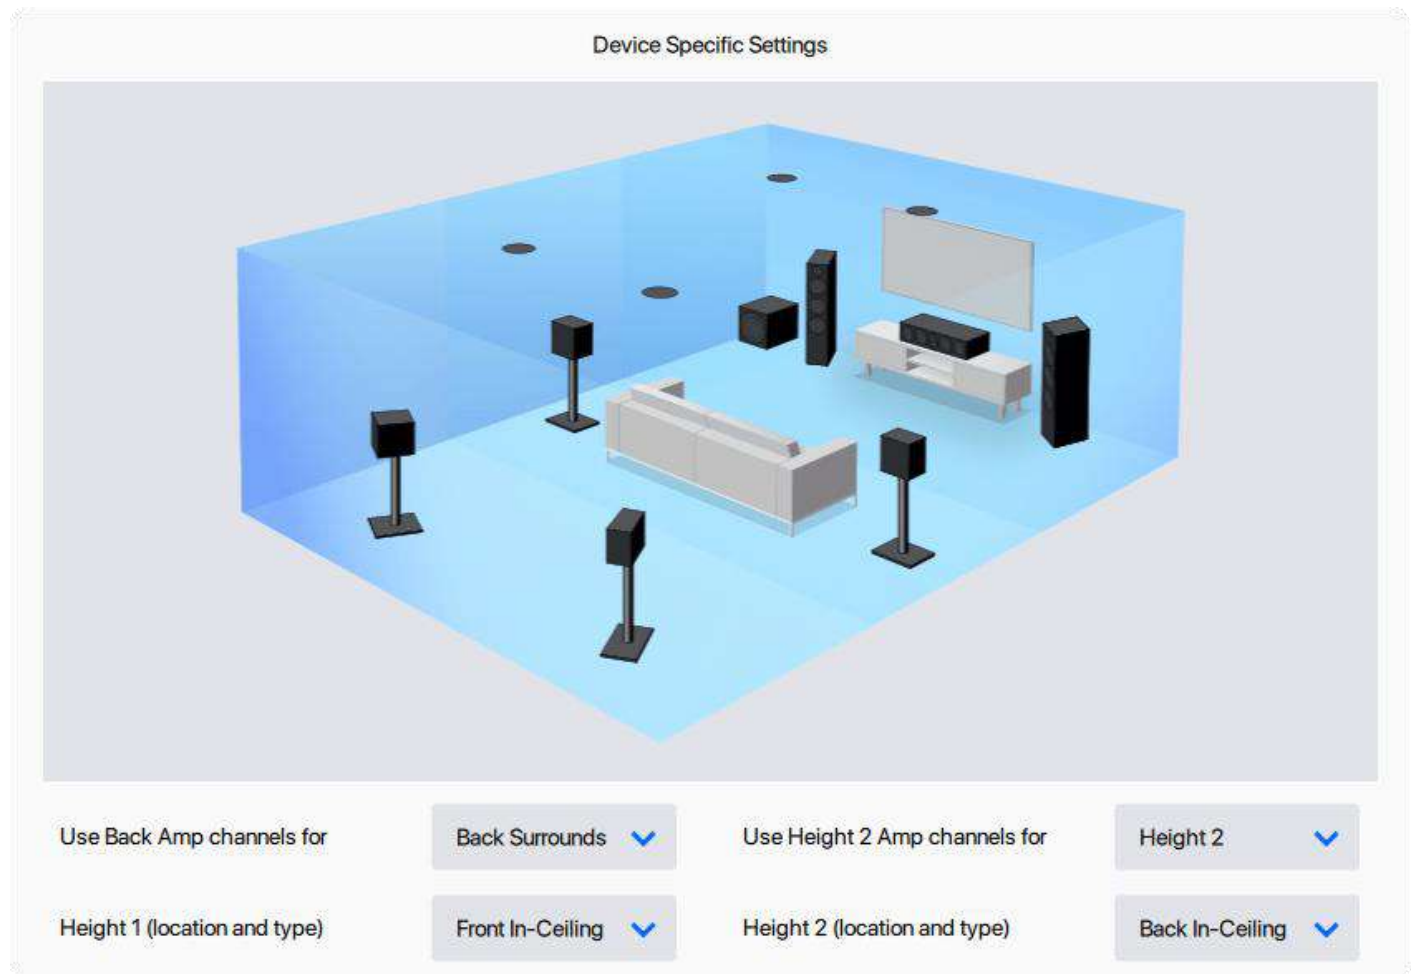 Device Specific Settings
Use Back Amp channels for Back Surrounds Use Height 2 Amp channels for Height 2
Height 1 (location and type) Front In-Ceiling Height 2 (location and type) Back In-Ceiling